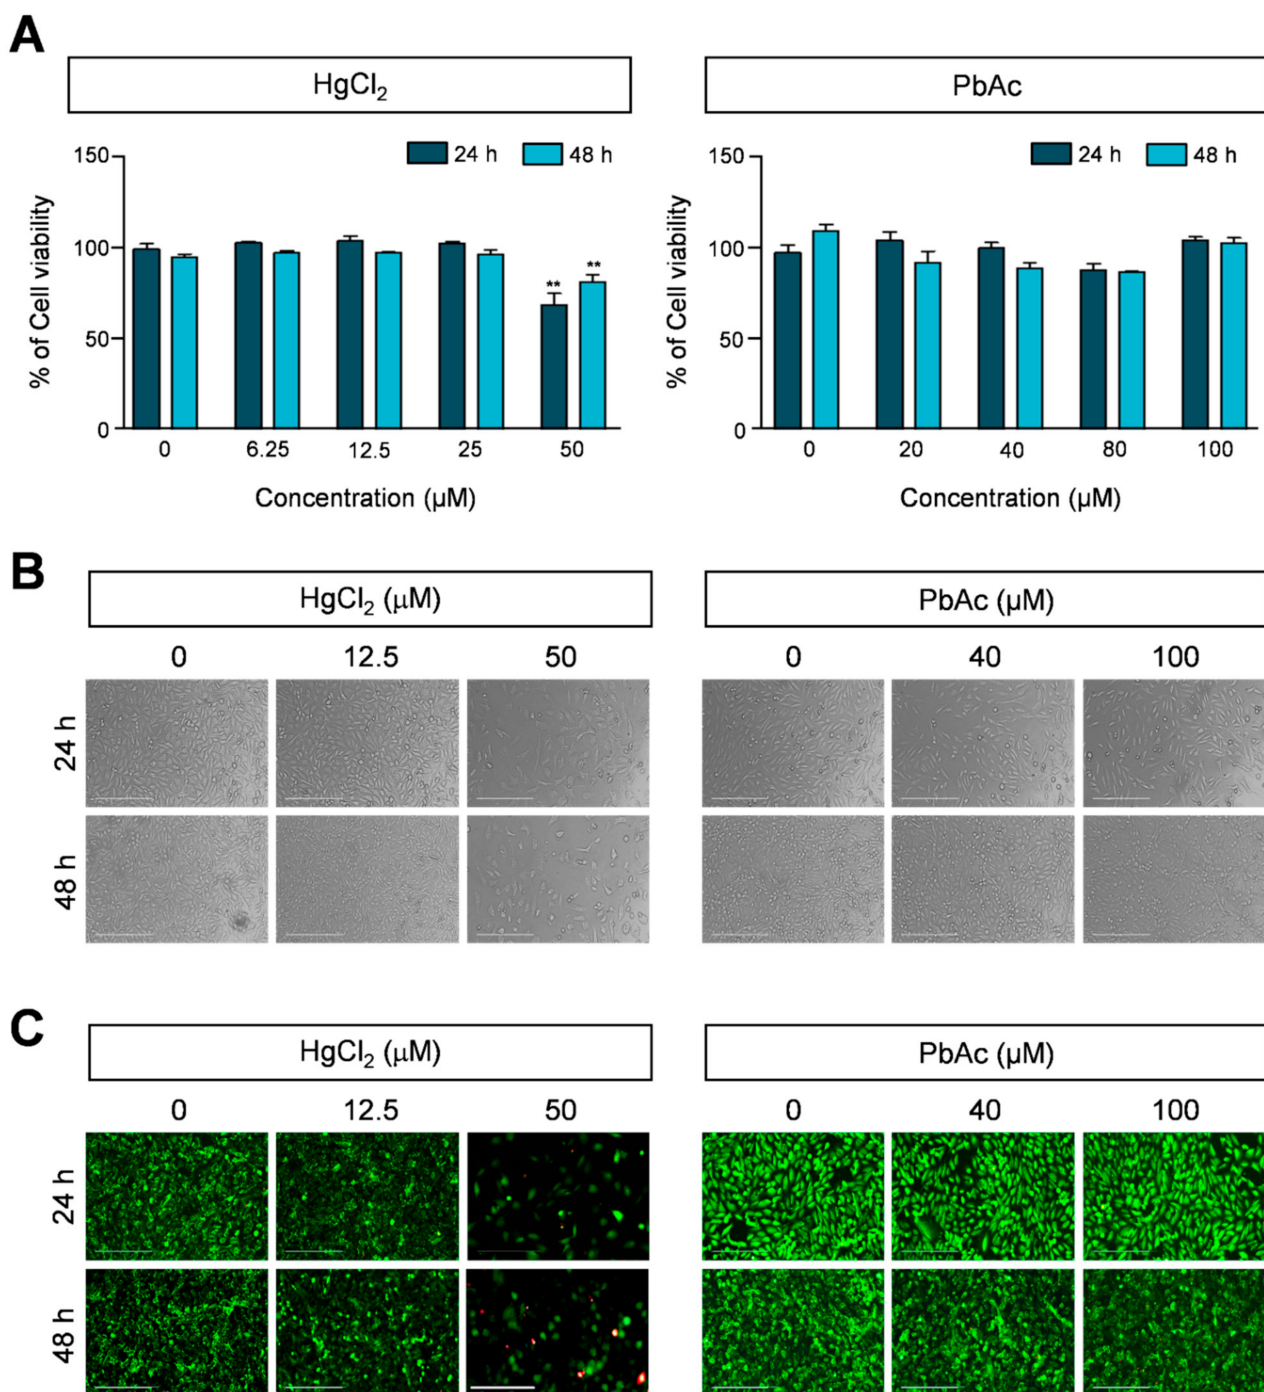 A
HgCl₂
PbAc
24 h 48 h
24 h 48 h
% of Cell viability
150
100
50
0
** **
0 6.25 12.5 25 50
Concentration (µM)
% of Cell viability
150
100
50
0
0 20 40 80 100
Concentration (µM)
B
HgCl₂ (µM)
PbAc (µM)
0 12.5 50
0 40 100
24 h
48 h
C
HgCl₂ (µM)
PbAc (µM)
0 12.5 50
0 40 100
24 h
48 h